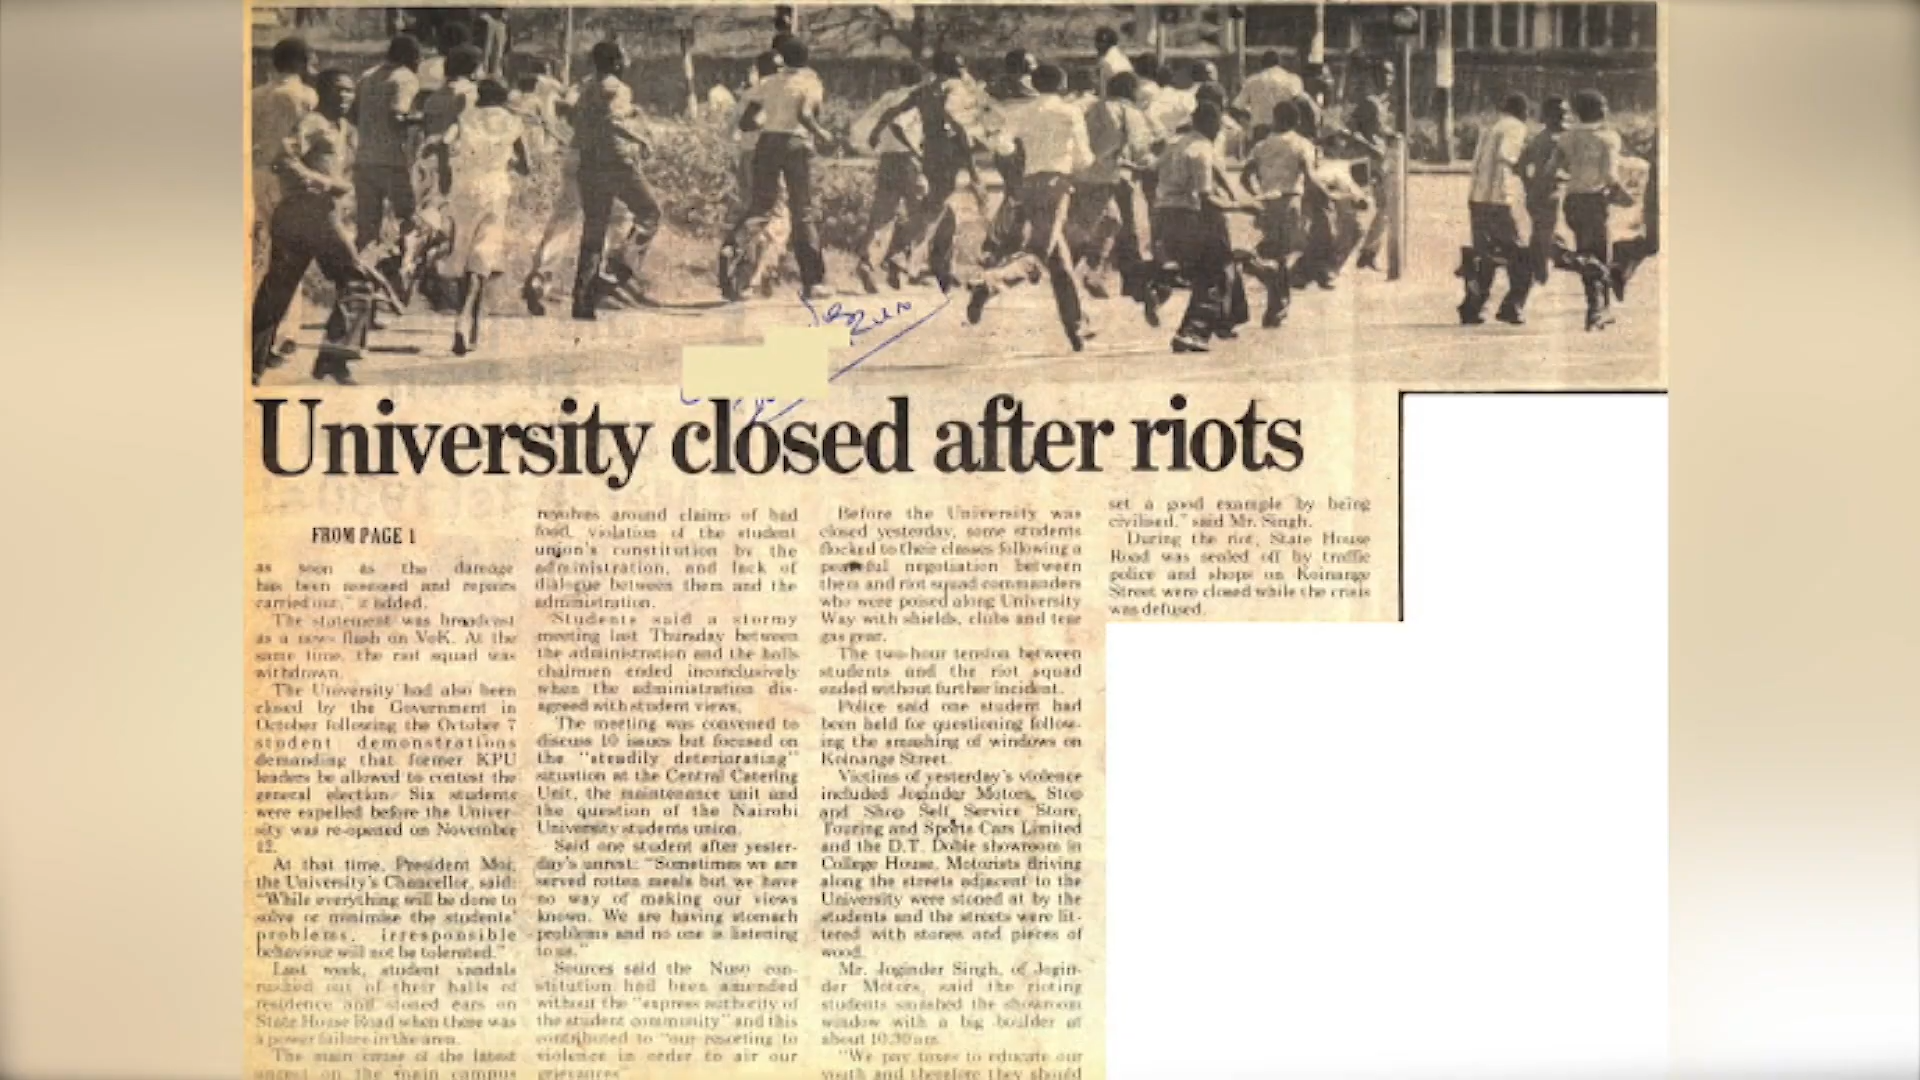 University closed after riots
FROM PAGE 1
as soon as the damage
has been assessed and repairs
carried out," it added.
The statement was broadcast
as a news flash on VoK. At the
same time, the riot squad was
withdrawn.
The University had also been
closed by the Government in
October following the October 7
student demonstrations
demanding that former KPU
leaders be allowed to contest the
general election. Six students
were expelled before the Univer-
sity was re-opened on November
12.
At that time, President Moi,
the University's Chancellor, said:
"While everything will be done to
solve or minimise the students'
problems, irresponsible
behaviour will not be tolerated."
Last week, student vandals
rushed out of their halls of
residence and stoned cars on
State House Road when there was
a power failure in the area.
The main cause of the latest
unrest on the main campus
revolves around claims of bad
food, violation of the student
union's constitution by the
administration, and lack of
dialogue between them and the
administration.
Students said a stormy
meeting last Thursday between
the administration and the halls
chairmen ended inconclusively
when the administration dis-
agreed with student views.
The meeting was convened to
discuss 10 issues but focused on
the "steadily deteriorating"
situation at the Central Catering
Unit, the maintenance unit and
the question of the Nairobi
University students union.
Said one student after yester-
day's unrest: "Sometimes we are
served rotten meals but we have
no way of making our views
known. We are having stomach
problems and no one is listening
to us."
Sources said the Nuso con-
stitution had been amended
without the "express authority of
the student community" and this
contributed to "our resorting to
violence in order to air our
grievances"
Before the University was
closed yesterday, some students
flocked to their classes following a
peaceful negotiation between
them and riot squad commanders
who were poised along University
Way with shields, clubs and tear
gas gear.
The two-hour tension between
students and the riot squad
ended without further incident.
Police said one student had
been held for questioning follow-
ing the smashing of windows on
Koinange Street.
Victims of yesterday's violence
included Joginder Motors, Stop
and Shop Self Service Store,
Touring and Sports Cars Limited
and the D.T. Dobie showroom in
College House. Motorists driving
along the streets adjacent to the
University were stoned at by the
students and the streets were lit-
tered with stones and pieces of
wood.
Mr. Joginder Singh, of Jogin-
der Motors, said the rioting
students smashed the showroom
window with a big boulder at
about 10.30 am.
"We pay taxes to educate our
youth and therefore they should
set a good example by being
civilised," said Mr. Singh.
During the riot, State House
Road was sealed off by traffic
police and shops on Koinange
Street were closed while the crisis
was defused.